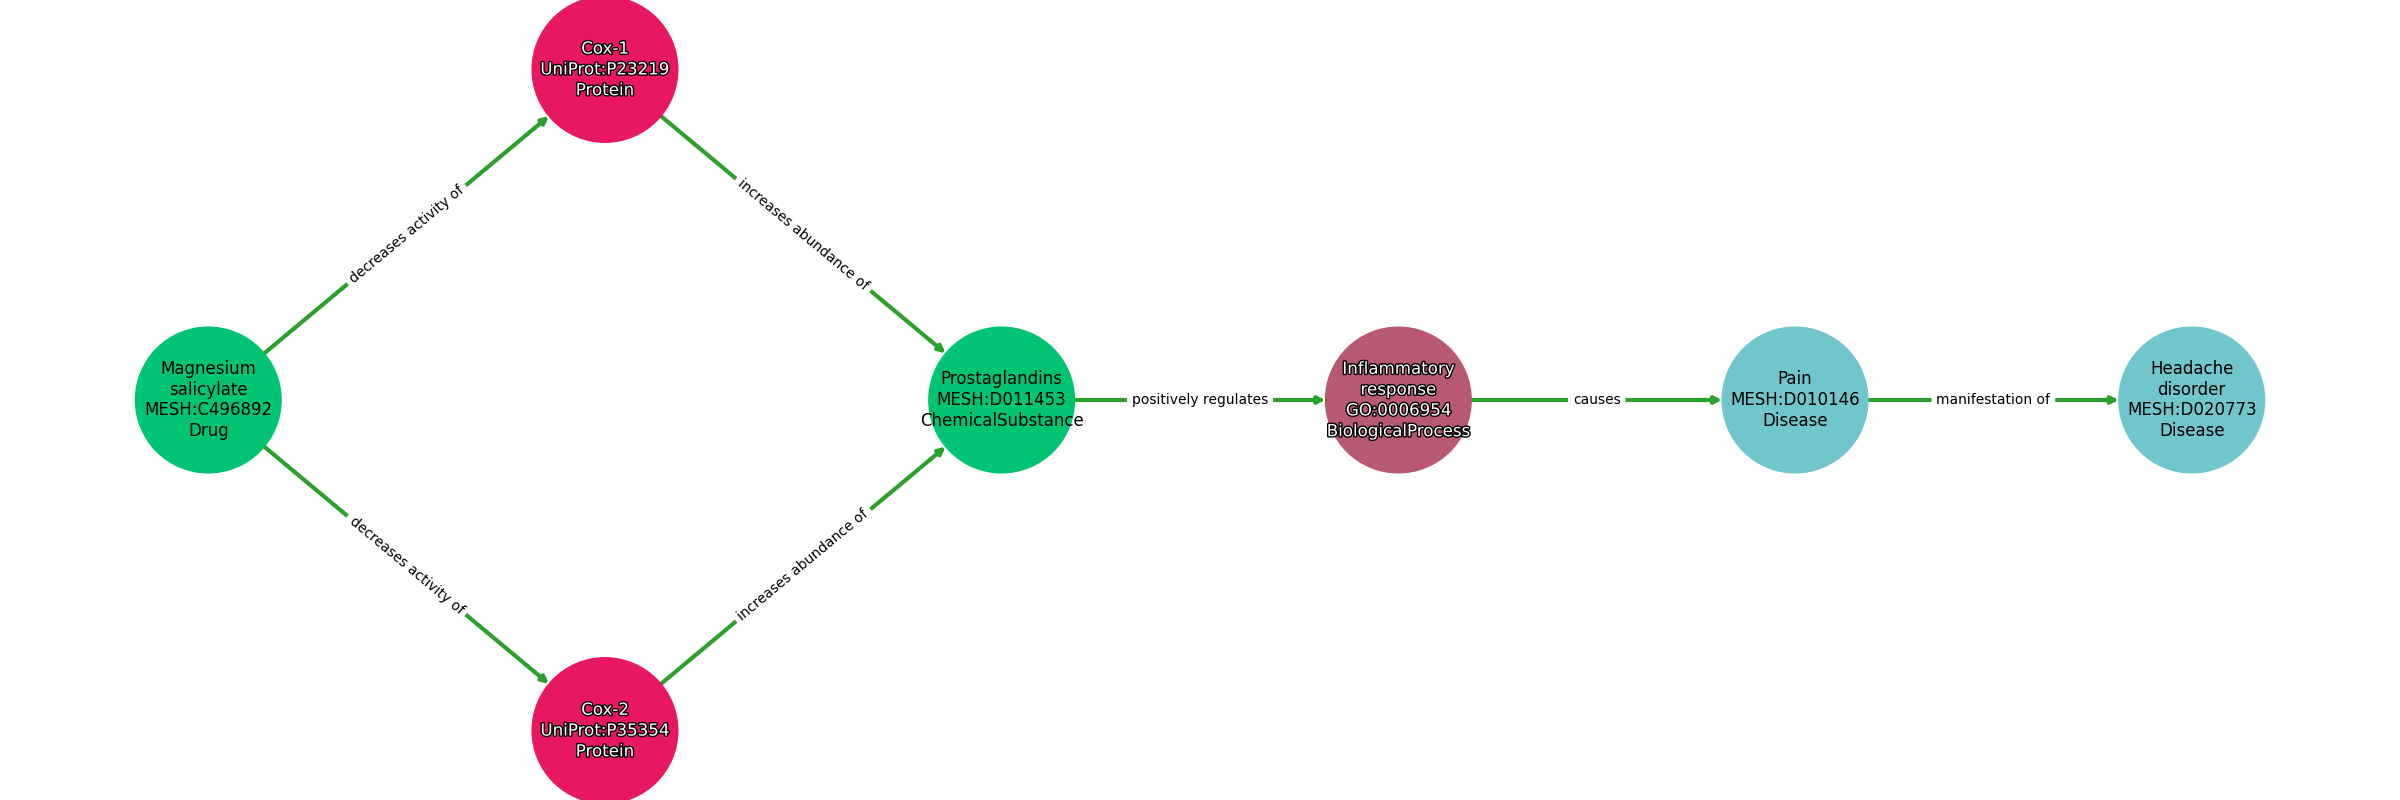 Cox-1
UniProt:P23219
Protein
decreases activity of
increases abundance of
Magnesium
salicylate
MESH:C496892
Drug
Prostaglandins
MESH:D011453
ChemicalSubstance
positively regulates
Inflammatory
response
GO:0006954
BiologicalProcess
causes
Pain
MESH:D010146
Disease
manifestation of
Headache
disorder
MESH:D020773
Disease
decreases activity of
increases abundance of
Cox-2
UniProt:P35354
Protein